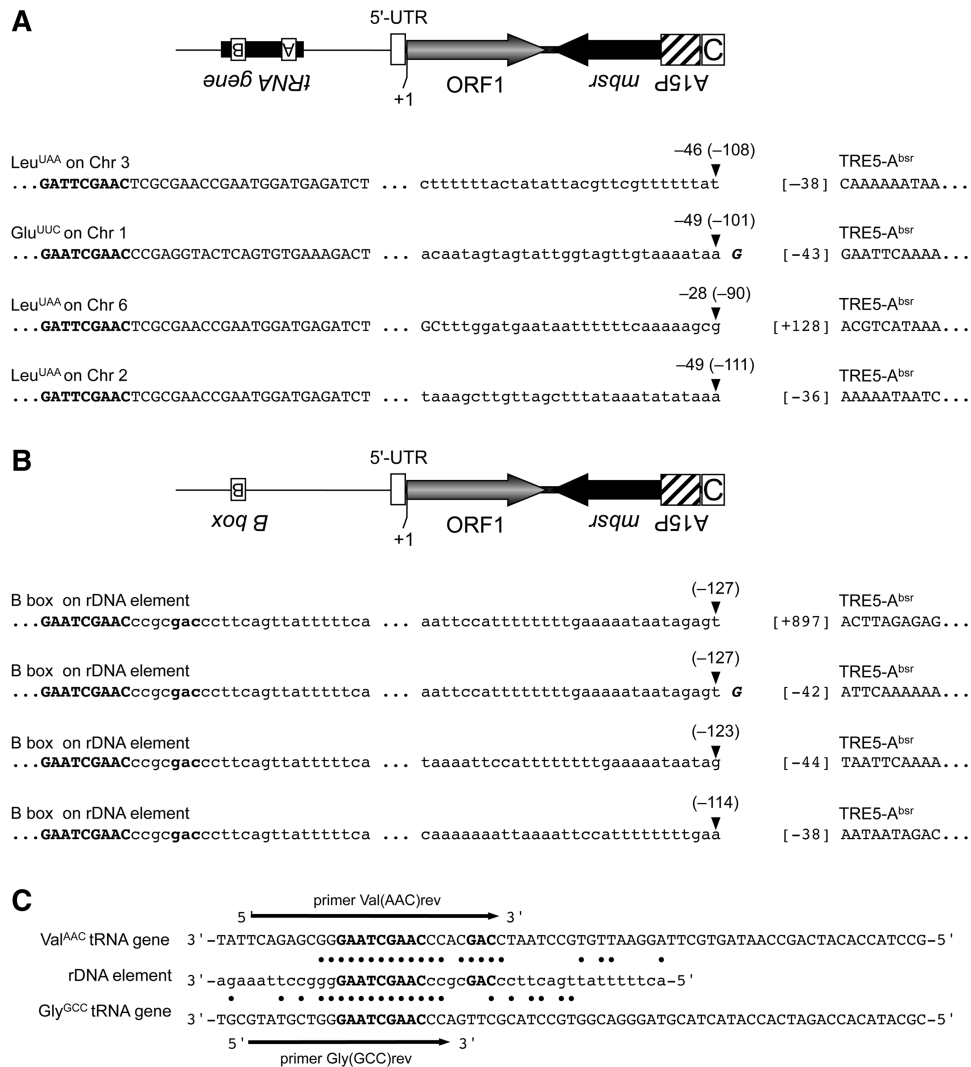 A
5'-UTR
B A
tRNA gene
+1
ORF1
mbsr
A15P
C
–46 (–108)
Leu^UAA on Chr 3
TRE5-A^bsr
...GATTCGAACTCGCGAACCGAATGGATGAGATCT ... cttttttactatattacgttcgttttttat [–38] CAAAAAATAA...
–49 (–101)
Glu^UUC on Chr 1
TRE5-A^bsr
...GAATCGAACCCGAGGTACTCAGTGTGAAAGACT ... acaatagtagtattggtagttgtaaaataa G [–43] GAATTCAAAA...
–28 (–90)
Leu^UAA on Chr 6
TRE5-A^bsr
...GATTCGAACTCGCGAACCGAATGGATGAGATCT ... GCtttggatgaataattttttcaaaaagcg [+128] ACGTCATAAA...
–49 (–111)
Leu^UAA on Chr 2
TRE5-A^bsr
...GATTCGAACTCGCGAACCGAATGGATGAGATCT ... taaagcttgttagctttataaatatataaa [–36] AAAAATAATC...
B
5'-UTR
B
B box
+1
ORF1
mbsr
A15P
C
(–127)
B box on rDNA element
TRE5-A^bsr
...GAATCGAACccgcgacccttcagttatttttca ... aattccatttttttttgaaaaataatagagt [+897] ACTTAGAGAG...
(–127)
B box on rDNA element
TRE5-A^bsr
...GAATCGAACccgcgacccttcagttatttttca ... aattccatttttttttgaaaaataatagagt G [–42] ATTCAAAAAA...
(–123)
B box on rDNA element
TRE5-A^bsr
...GAATCGAACccgcgacccttcagttatttttca ... taaaattccatttttttttgaaaaataatag [–44] TAATTCAAAA...
(–114)
B box on rDNA element
TRE5-A^bsr
...GAATCGAACccgcgacccttcagttatttttca ... caaaaaaattaaaattccattttttttgaa [–38] AATAATAGAC...
C
primer Val(AAC)rev
5' 3'
Val^AAC tRNA gene 3'-TATTCAGAGCGGGAATCGAACCCACGACCTAATCCGTGTTAAGGATTCGTGATAACCGACTACACCATCCG-5'
rDNA element 3'-agaaattccgggGAATCGAACccgcGACccttcagttatttttca-5'
Gly^GCC tRNA gene 3'-TGCGTATGCTGGGAATCGAACCCAGTTCGCATCCGTGGCAGGGATGCATCATACCACTAGACCACATACGC-5'
5' 3'
primer Gly(GCC)rev